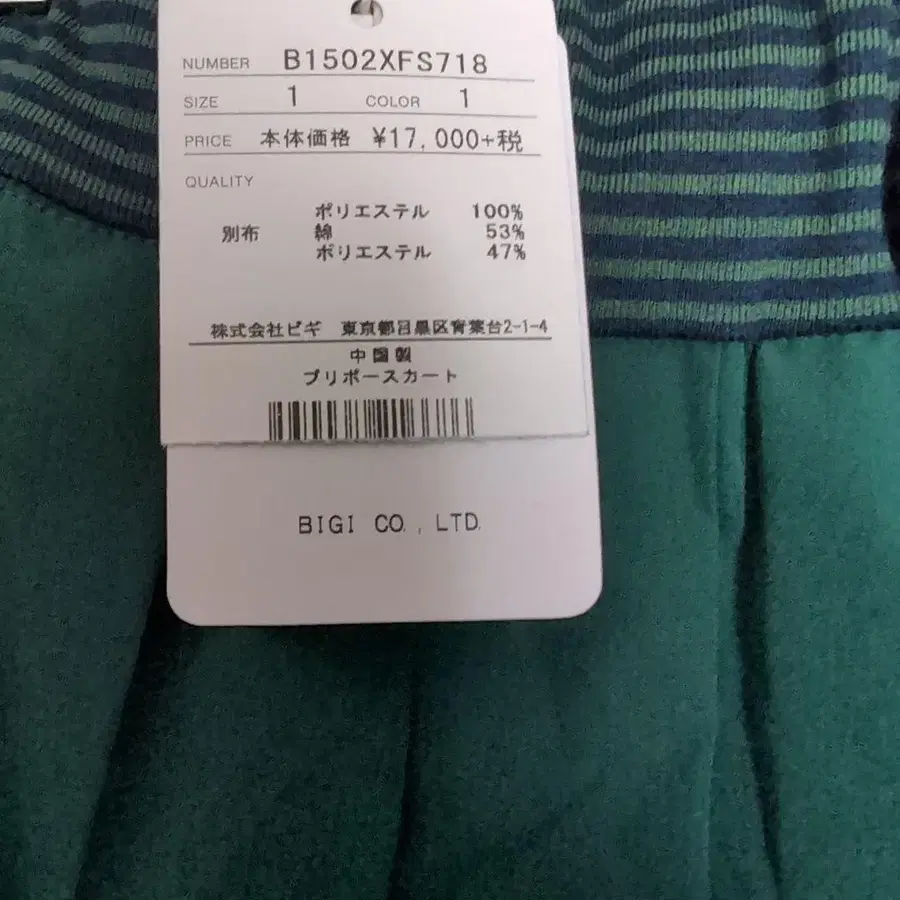 NUMBER B1502XFS718
SIZE 1 COLOR 1
PRICE 本体価格 ¥17,000+税
QUALITY
ポリエステル 100%
別布 綿 53%
ポリエステル 47%
株式会社ビギ 東京都目黒区青葉台2-1-4
中国製
プリポースカート
BIGI CO., LTD.